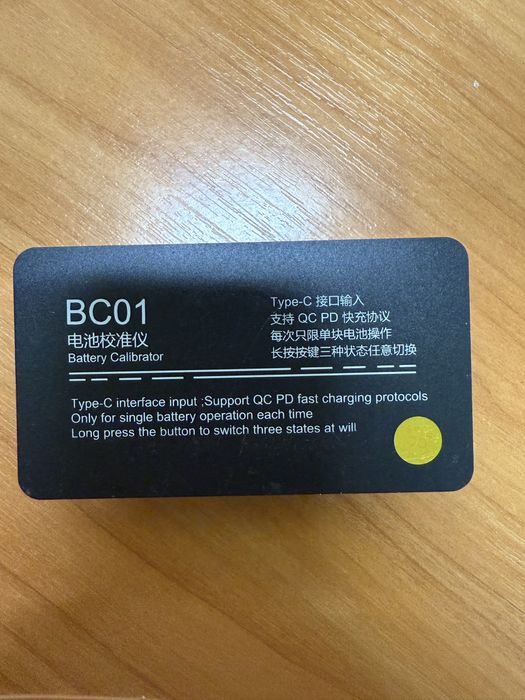 BC01
电池校准仪
Battery Calibrator
Type-C 接口输入
支持 QC PD 快充协议
每次只限单块电池操作
长按按键三种状态任意切换
Type-C interface input ;Support QC PD fast charging protocols
Only for single battery operation each time
Long press the button to switch three states at will